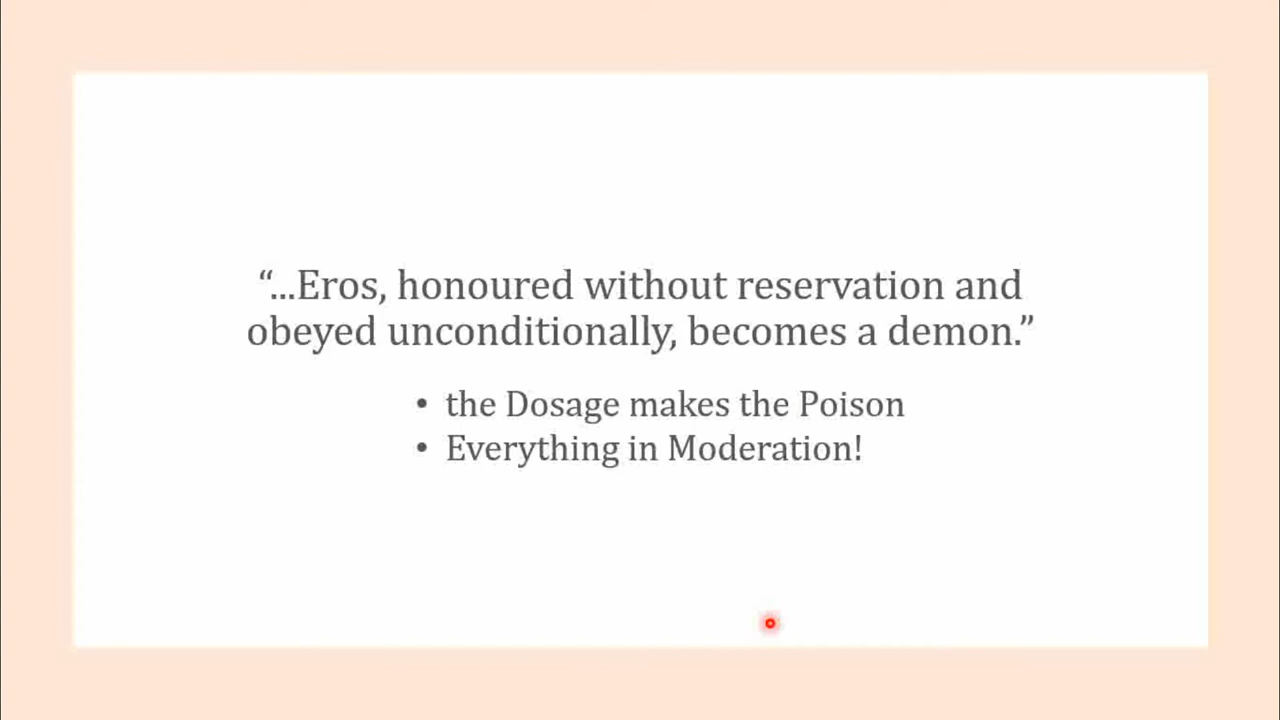 “...Eros, honoured without reservation and
obeyed unconditionally, becomes a demon.”
• the Dosage makes the Poison
• Everything in Moderation!